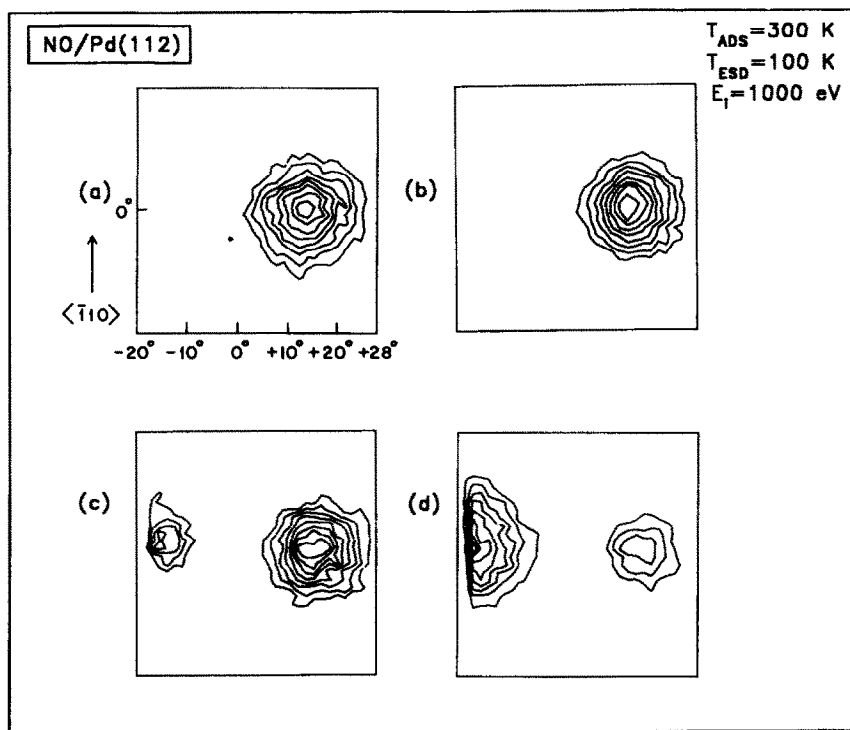 NO/Pd(112)
T_ADS=300 K
T_ESD=100 K
E_i=1000 eV
(a)
(b)
0°
⟨1̄10⟩
-20° -10° 0° +10° +20° +28°
(c)
(d)